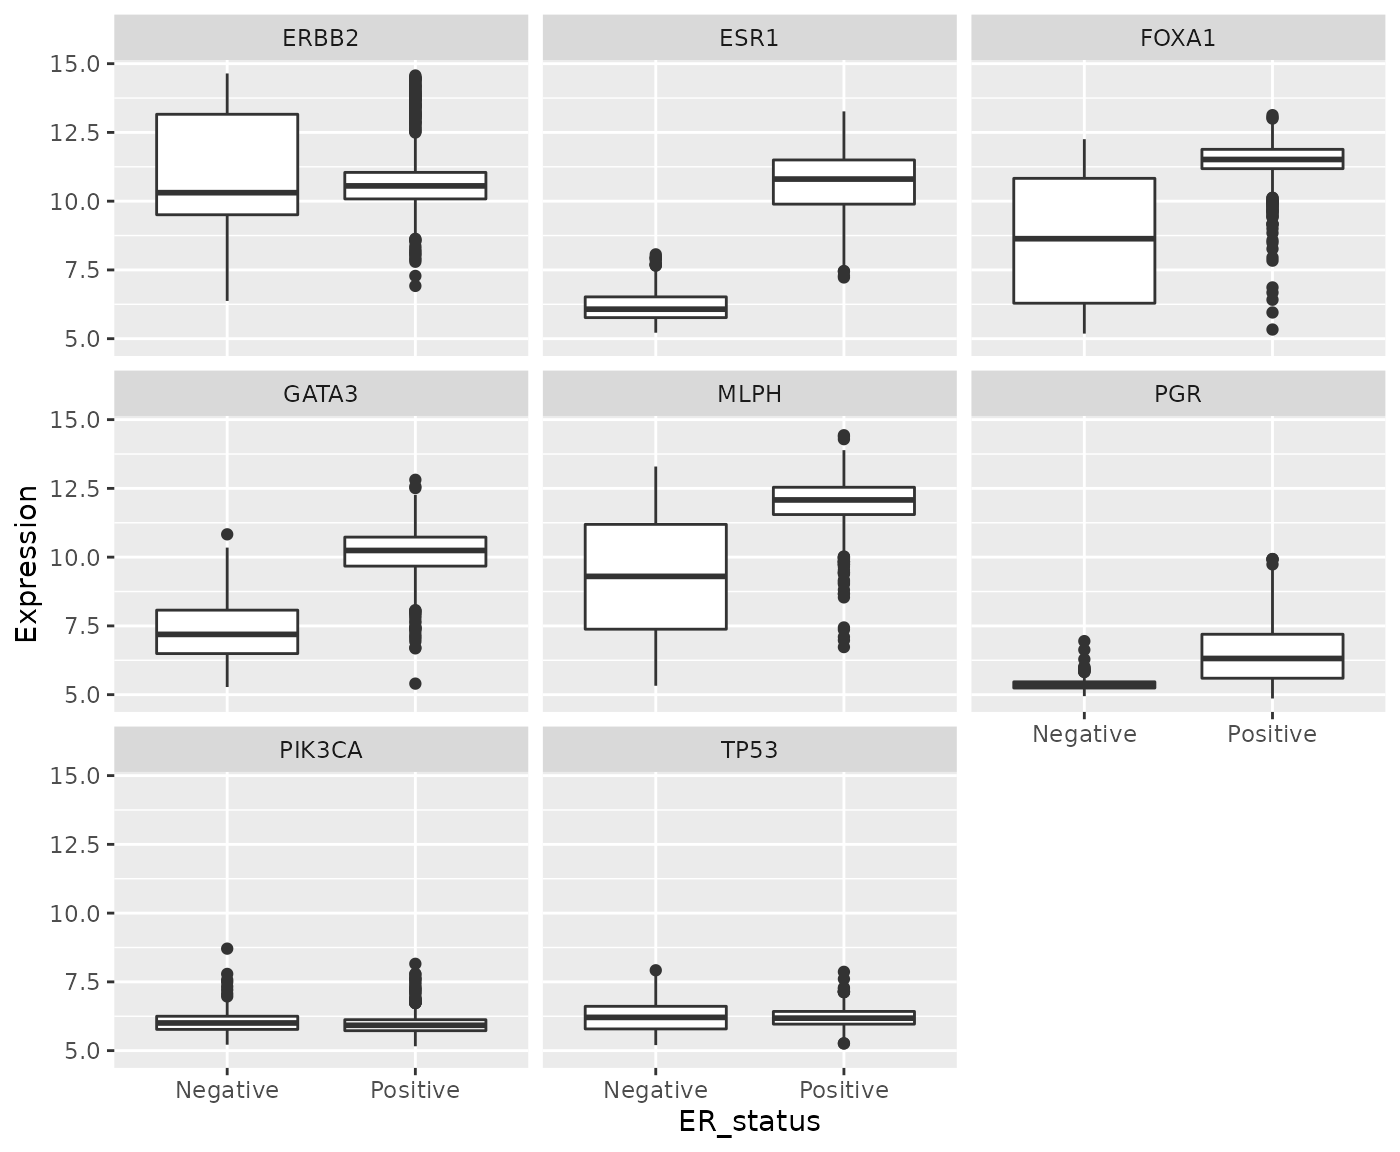 ERBB2 ESR1 FOXA1
15.0
12.5
10.0
7.5
5.0
GATA3 MLPH PGR
15.0
12.5
10.0
7.5
5.0
Negative Positive
PIK3CA TP53
15.0
12.5
10.0
7.5
5.0
Negative Positive Negative Positive
ER_status
Expression